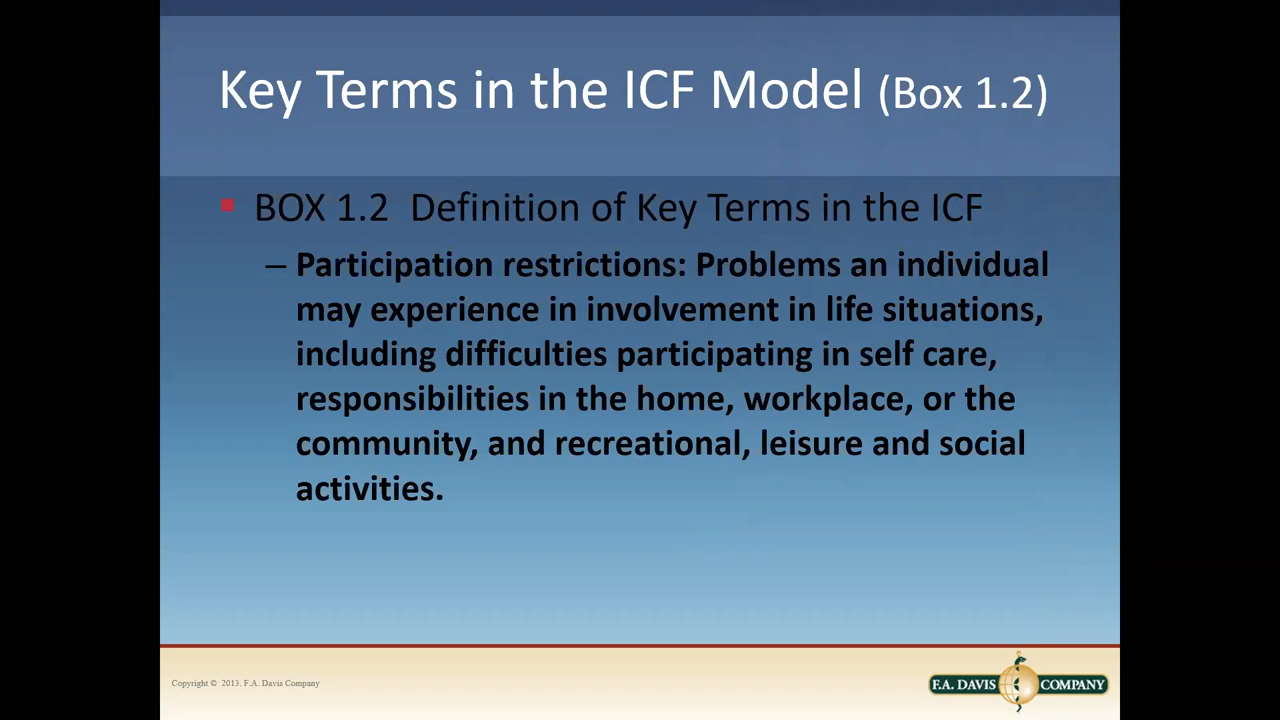 Key Terms in the ICF Model (Box 1.2)
▪ BOX 1.2 Definition of Key Terms in the ICF
– Participation restrictions: Problems an individual
may experience in involvement in life situations,
including difficulties participating in self care,
responsibilities in the home, workplace, or the
community, and recreational, leisure and social
activities.
Copyright © 2013. F.A. Davis Company
F.A. DAVIS COMPANY